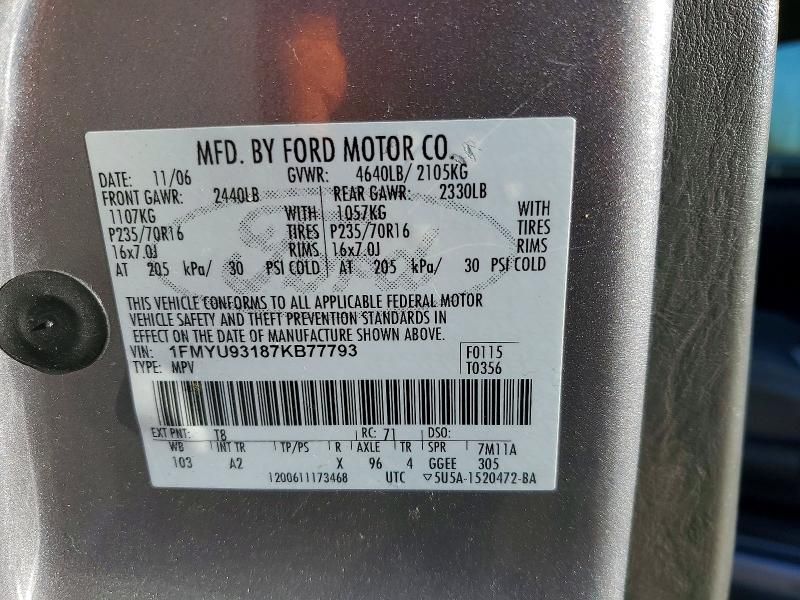 MFD. BY FORD MOTOR CO.
DATE: 11/06 GVWR: 4640LB/ 2105KG
FRONT GAWR: 2440LB REAR GAWR: 2330LB
1107KG WITH 1057KG WITH
P235/70R16 TIRES P235/70R16 TIRES
16x7.0J RIMS 16x7.0J RIMS
AT 205 kPa/ 30 PSI COLD AT 205 kPa/ 30 PSI COLD
Ford
THIS VEHICLE CONFORMS TO ALL APPLICABLE FEDERAL MOTOR
VEHICLE SAFETY AND THEFT PREVENTION STANDARDS IN
EFFECT ON THE DATE OF MANUFACTURE SHOWN ABOVE.
VIN: 1FMYU93187KB77793 F0115
TYPE: MPV T0356
EXT PNT: T8 RC: 71 DSO:
WB INT TR TP/PS R AXLE TR SPR 7M11A
103 A2 X 96 4 GGEE 305
1200611173468 UTC ▽5U5A-1520472-BA